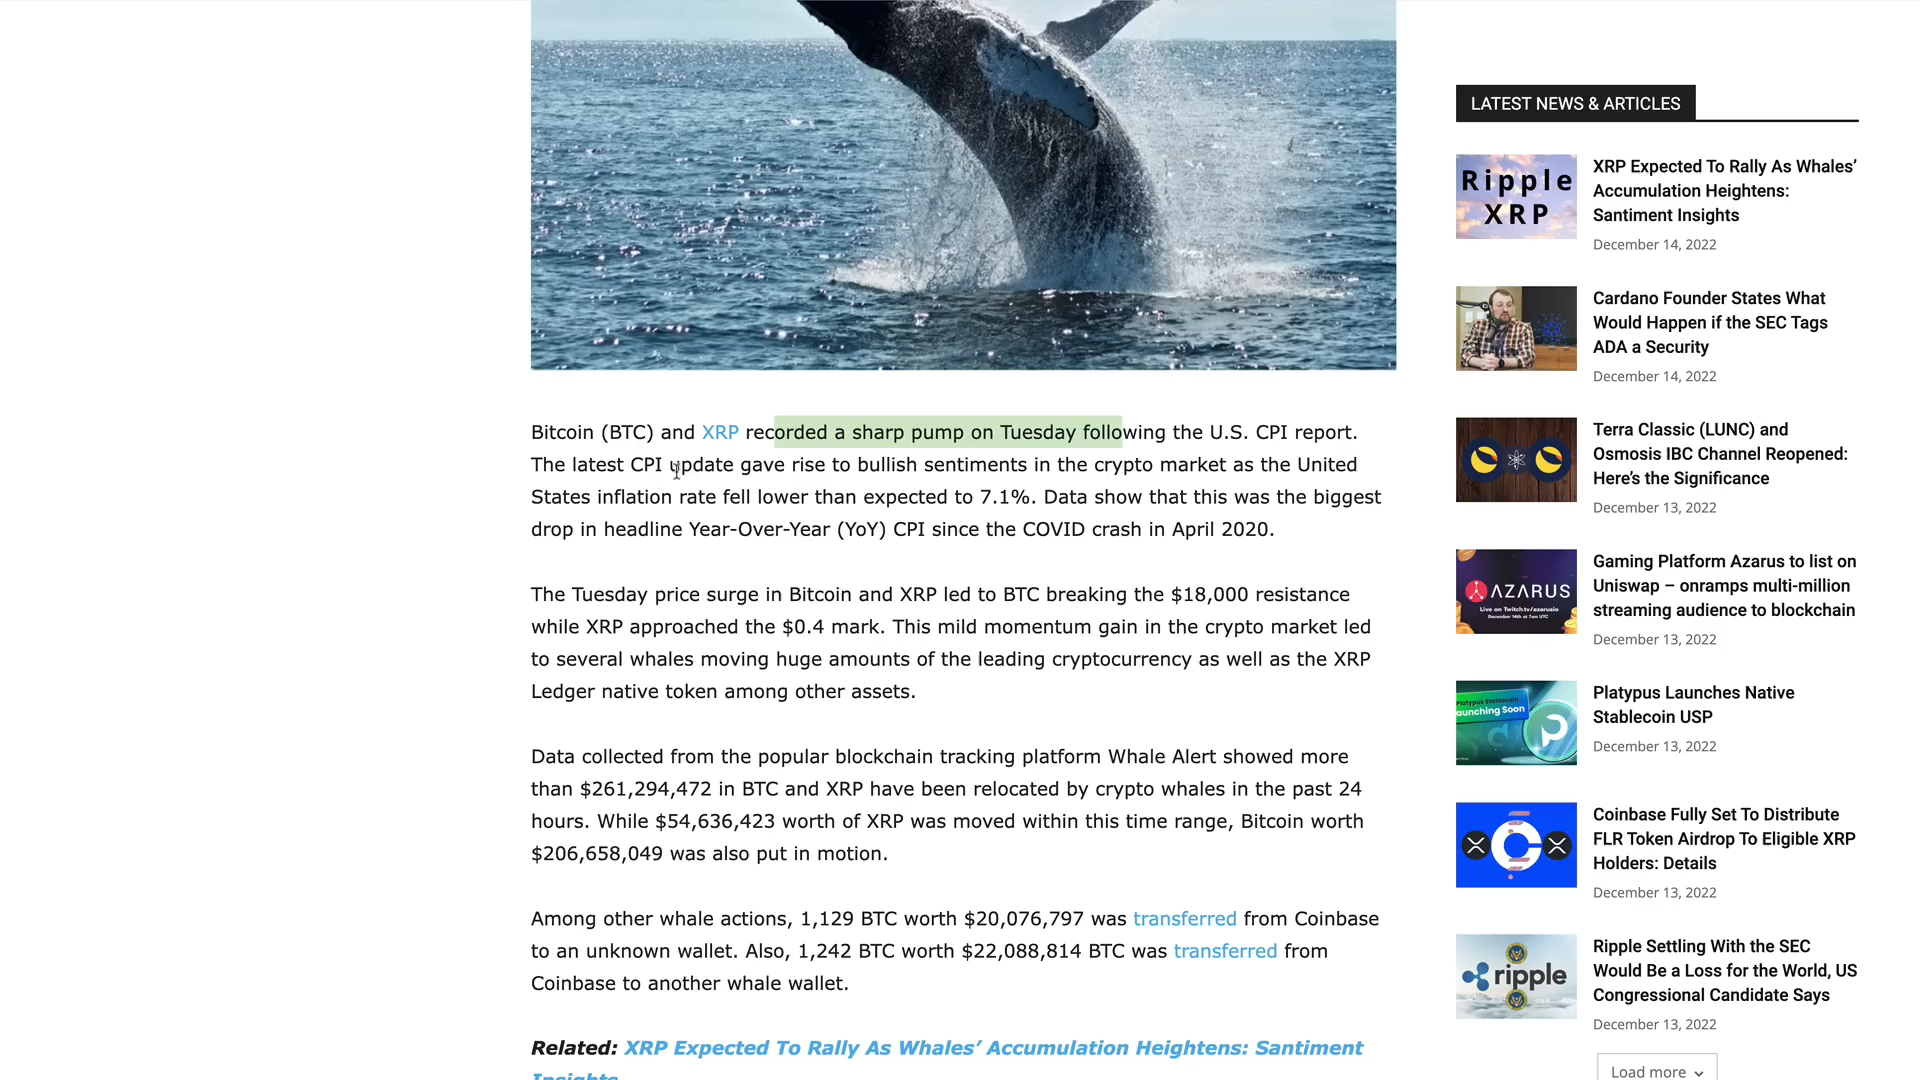 Bitcoin (BTC) and XRP recorded a sharp pump on Tuesday following the U.S. CPI report.
The latest CPI update gave rise to bullish sentiments in the crypto market as the United
States inflation rate fell lower than expected to 7.1%. Data show that this was the biggest
drop in headline Year-Over-Year (YoY) CPI since the COVID crash in April 2020.
The Tuesday price surge in Bitcoin and XRP led to BTC breaking the $18,000 resistance
while XRP approached the $0.4 mark. This mild momentum gain in the crypto market led
to several whales moving huge amounts of the leading cryptocurrency as well as the XRP
Ledger native token among other assets.
Data collected from the popular blockchain tracking platform Whale Alert showed more
than $261,294,472 in BTC and XRP have been relocated by crypto whales in the past 24
hours. While $54,636,423 worth of XRP was moved within this time range, Bitcoin worth
$206,658,049 was also put in motion.
Among other whale actions, 1,129 BTC worth $20,076,797 was transferred from Coinbase
to an unknown wallet. Also, 1,242 BTC worth $22,088,814 BTC was transferred from
Coinbase to another whale wallet.
Related: XRP Expected To Rally As Whales’ Accumulation Heightens: Santiment
Insights
LATEST NEWS & ARTICLES
Ripple
XRP
XRP Expected To Rally As Whales’
Accumulation Heightens:
Santiment Insights
December 14, 2022
Cardano Founder States What
Would Happen if the SEC Tags
ADA a Security
December 14, 2022
Terra Classic (LUNC) and
Osmosis IBC Channel Reopened:
Here’s the Significance
December 13, 2022
AZARUS
Live on Twitch.tv/azarusio
December 14th at 7am UTC
Gaming Platform Azarus to list on
Uniswap – onramps multi-million
streaming audience to blockchain
December 13, 2022
Platypus Stablecoin
aunching Soon
Platypus Launches Native
Stablecoin USP
December 13, 2022
Coinbase Fully Set To Distribute
FLR Token Airdrop To Eligible XRP
Holders: Details
December 13, 2022
ripple
Ripple Settling With the SEC
Would Be a Loss for the World, US
Congressional Candidate Says
December 13, 2022
Load more